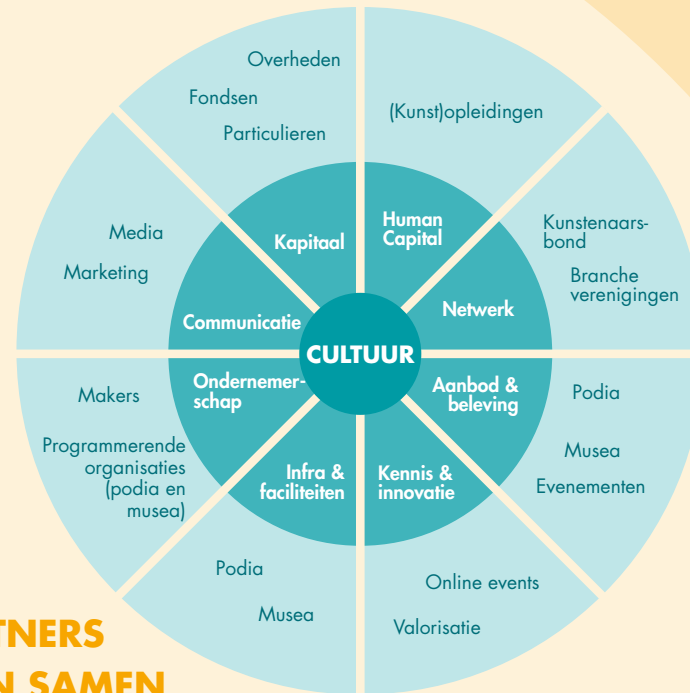 Overheden
Fondsen
Particulieren
(Kunst)opleidingen
Kunstenaars-
bond
Branche
verenigingen
Podia
Musea
Evenementen
Online events
Valorisatie
Podia
Musea
Makers
Programmerende
organisaties
(podia en
musea)
Media
Marketing
Kapitaal
Human
Capital
Netwerk
Aanbod &
beleving
Kennis &
innovatie
Infra &
faciliteiten
Ondernemer-
schap
Communicatie
CULTUUR
TNERS
N SAMEN